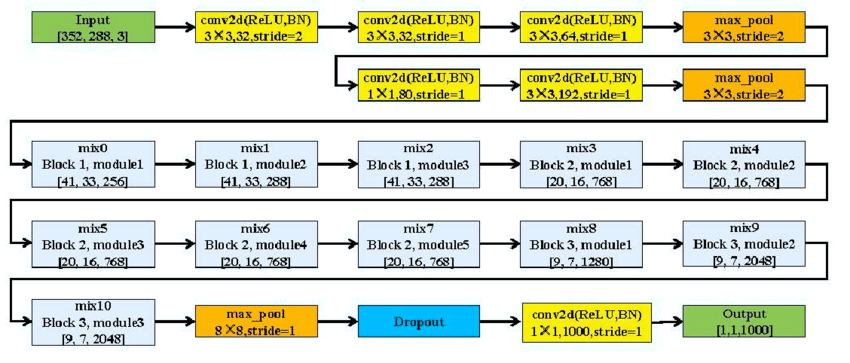 Input
[352, 288, 3]
conv2d(ReLU,BN)
3×3,32,stride=2
conv2d(ReLU,BN)
3×3,32,stride=1
conv2d(ReLU,BN)
3×3,64,stride=1
max_pool
3×3,stride=2
conv2d(ReLU,BN)
1×1,80,stride=1
conv2d(ReLU,BN)
3×3,192,stride=1
max_pool
3×3,stride=2
mix0
Block 1, module1
[41, 33, 256]
mix1
Block 1, module2
[41, 33, 288]
mix2
Block 1, module3
[41, 33, 288]
mix3
Block 2, module1
[20, 16, 768]
mix4
Block 2, module2
[20, 16, 768]
mix5
Block 2, module3
[20, 16, 768]
mix6
Block 2, module4
[20, 16, 768]
mix7
Block 2, module5
[20, 16, 768]
mix8
Block 3, module1
[9, 7, 1280]
mix9
Block 3, module2
[9, 7, 2048]
mix10
Block 3, module3
[9, 7, 2048]
max_pool
8×8,stride=1
Dropout
conv2d(ReLU,BN)
1×1,1000,stride=1
Output
[1,1,1000]